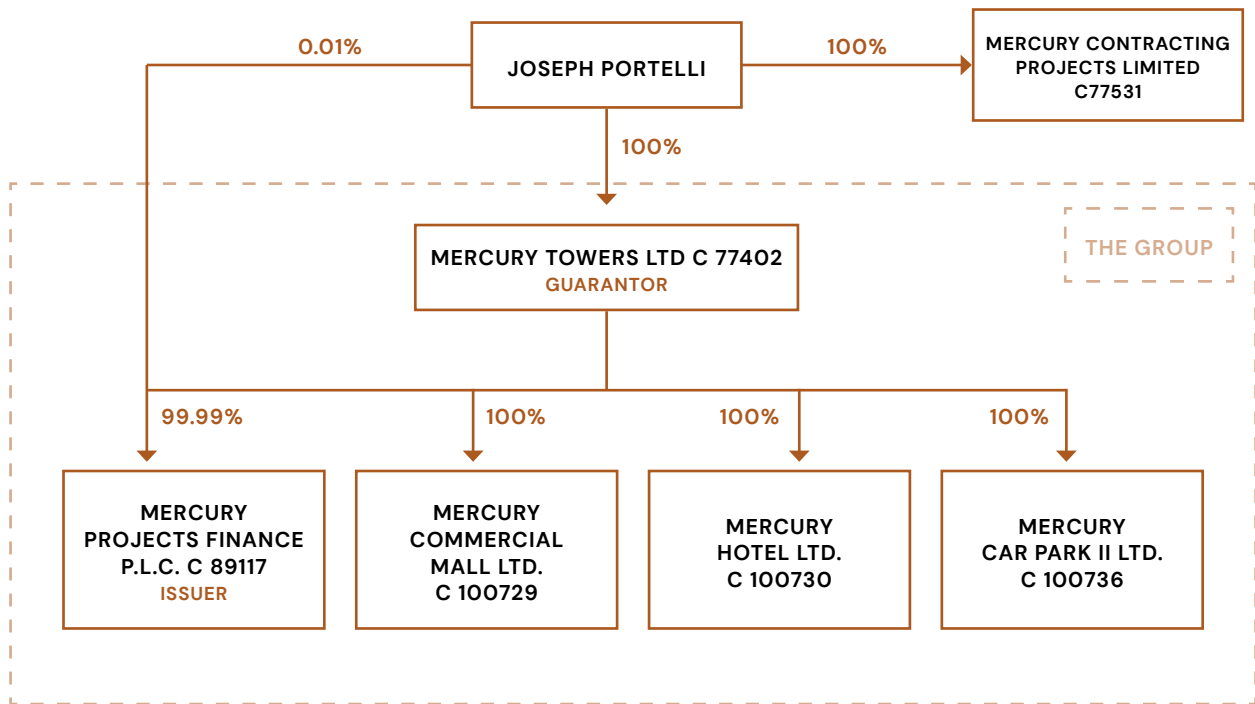 0.01%
JOSEPH PORTELLI
100%
MERCURY CONTRACTING
PROJECTS LIMITED
C77531
100%
THE GROUP
MERCURY TOWERS LTD C 77402
GUARANTOR
99.99%
100%
100%
100%
MERCURY
PROJECTS FINANCE
P.L.C. C 89117
ISSUER
MERCURY
COMMERCIAL
MALL LTD.
C 100729
MERCURY
HOTEL LTD.
C 100730
MERCURY
CAR PARK II LTD.
C 100736